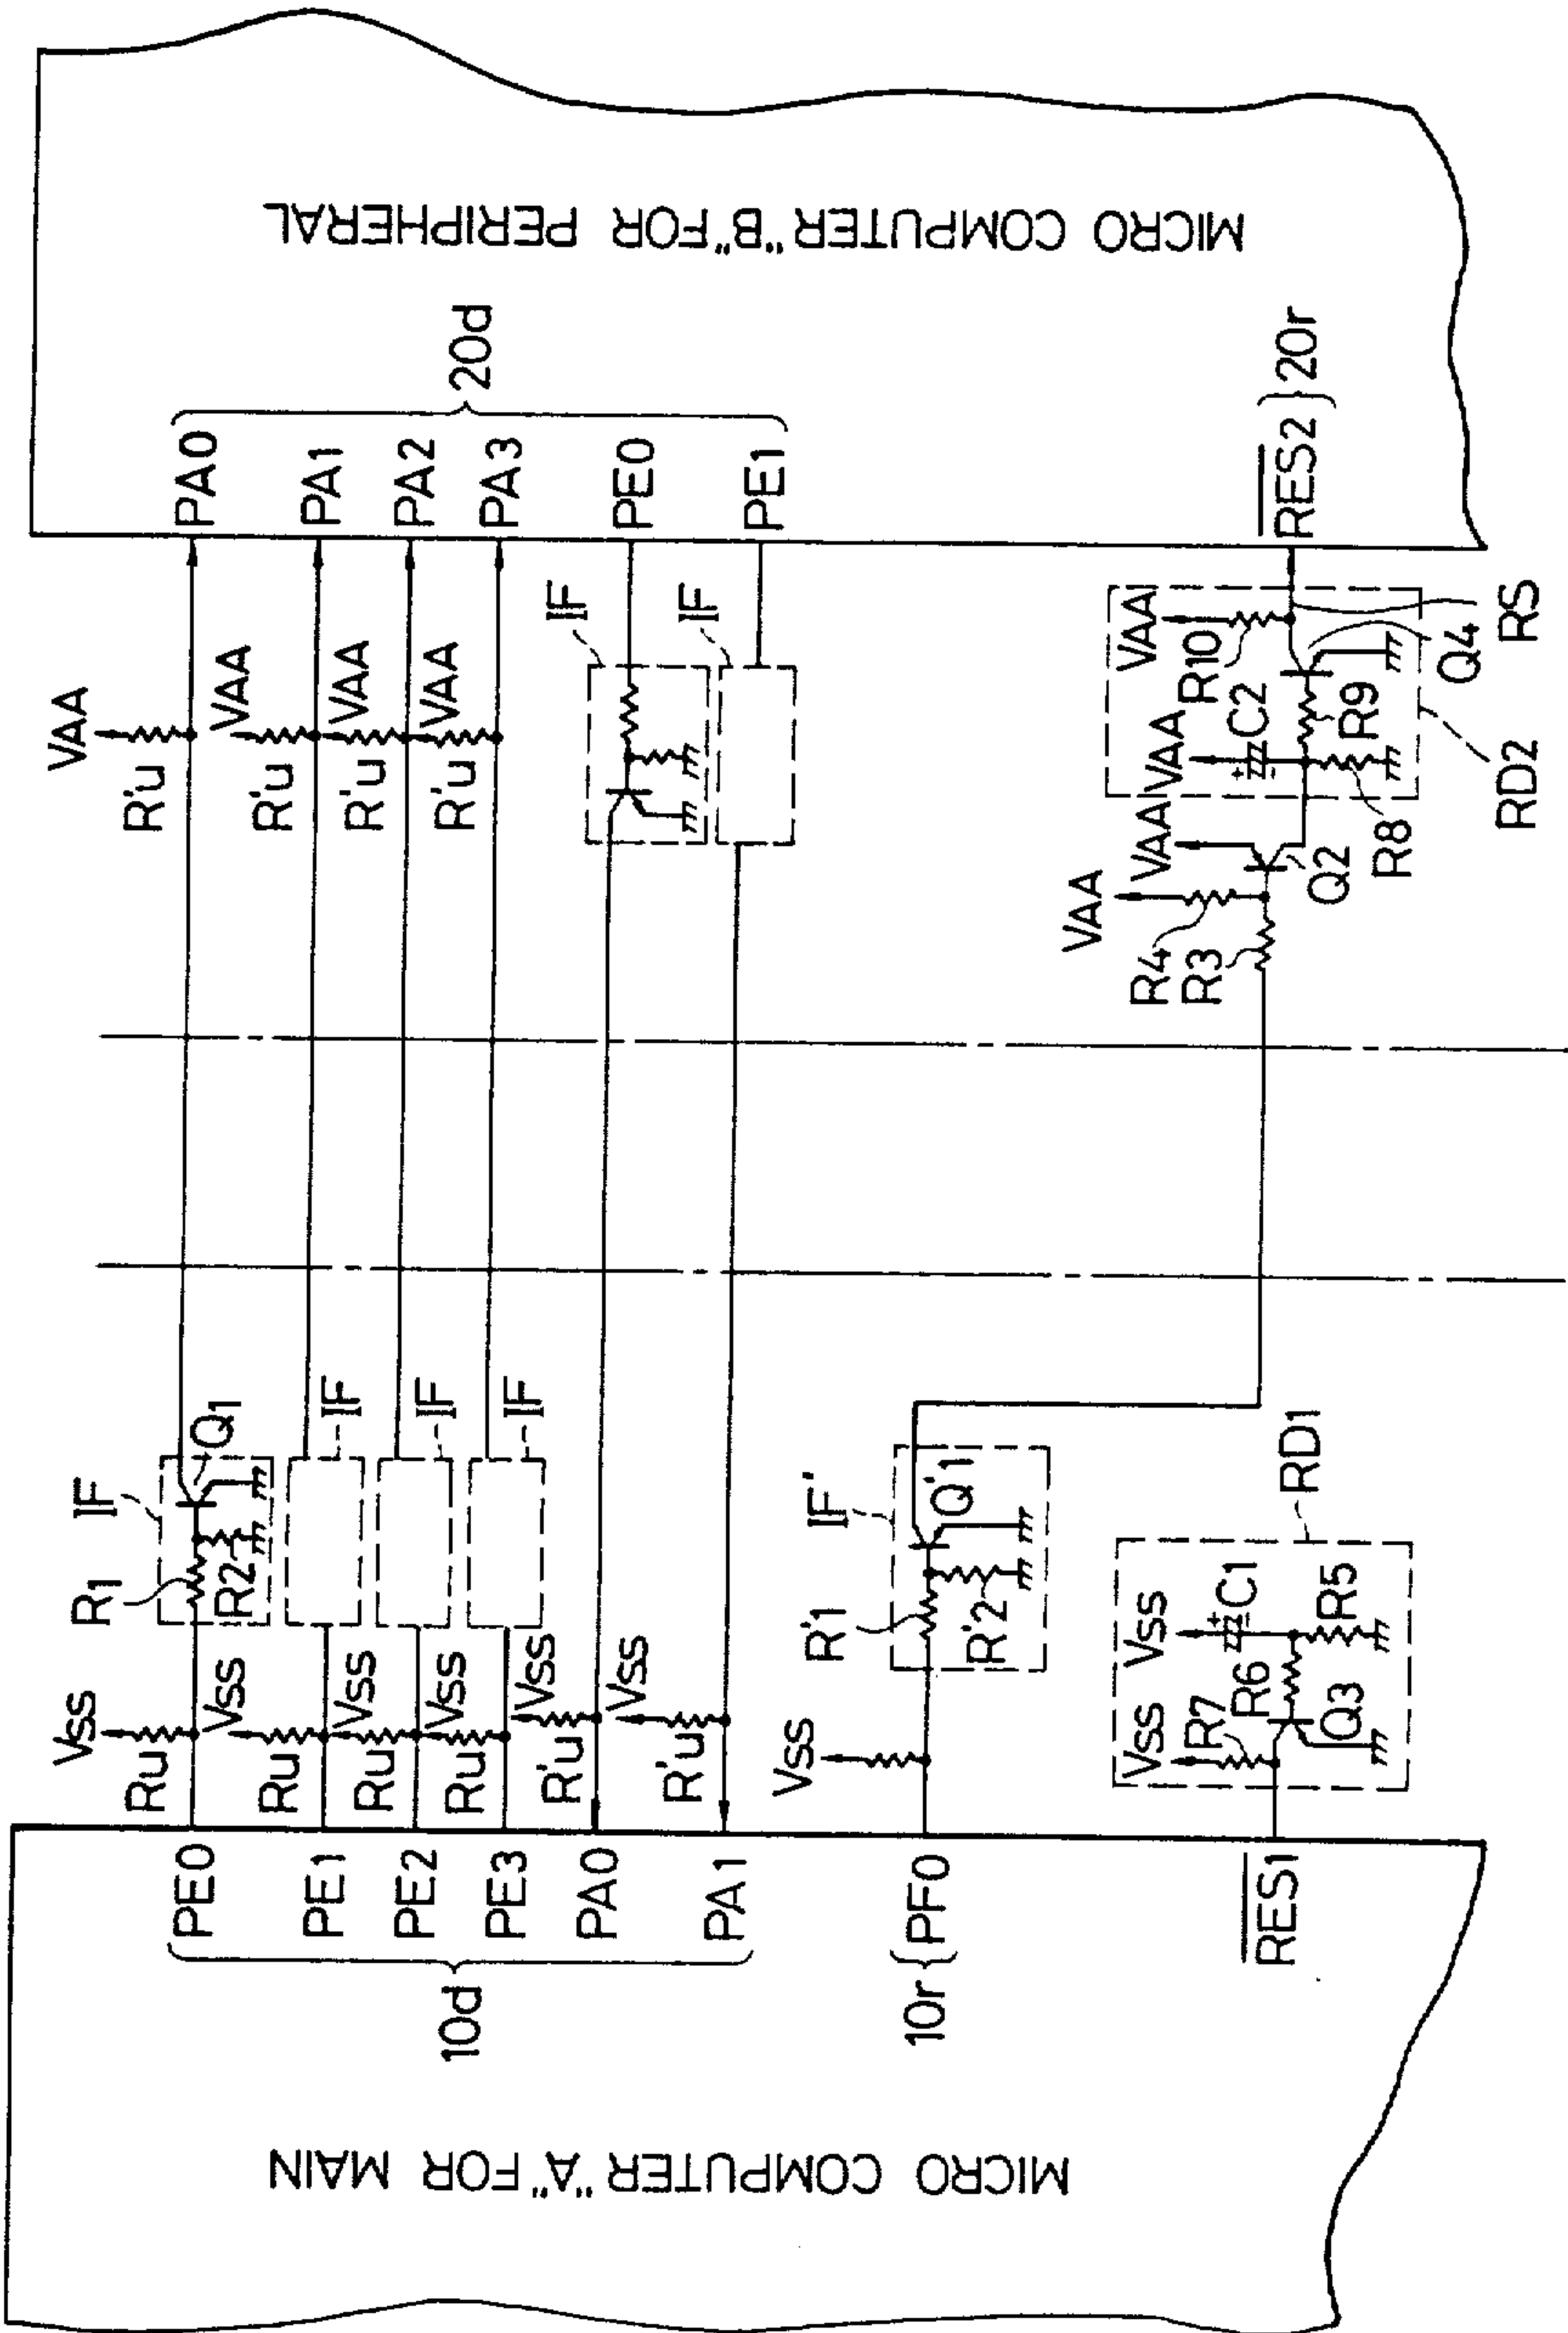 MICRO COMPUTER "A" FOR MAIN
10d
PE0
PE1
PE2
PE3
PA0
PA1
10r
PF0
RES1
VSS
Ru
VSS
Ru
VSS
Ru
VSS
Ru
VSS
R'u
VSS
R'u
VSS
IF
R1
R2
Q1
IF
IF
IF
IF'
R'1
R'2
Q'1
VSS
R7
VSS
R6
C1
+
Q3
R5
RD1
VAA
R'u
VAA
R'u
VAA
R'u
VAA
R'u
IF
IF
VAA
R4
R3
VAA
Q2
VAA
+
-
C2
R8
R9
VAA
R10
Q4
RS
RD2
PA0
PA1
PA2
PA3
PE0
PE1
20d
RES2
20r
MICRO COMPUTER "B" FOR PERIPHERAL